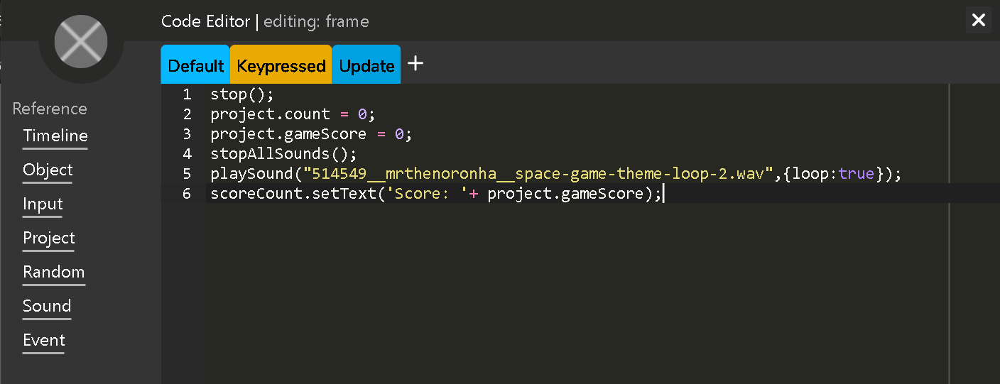 Code Editor | editing: frame
Default Keypressed Update +
Reference
Timeline
Object
Input
Project
Random
Sound
Event
1 stop();
2 project.count = 0;
3 project.gameScore = 0;
4 stopAllSounds();
5 playSound("514549__mrthenoronha__space-game-theme-loop-2.wav",{loop:true});
6 scoreCount.setText('Score: '+ project.gameScore);